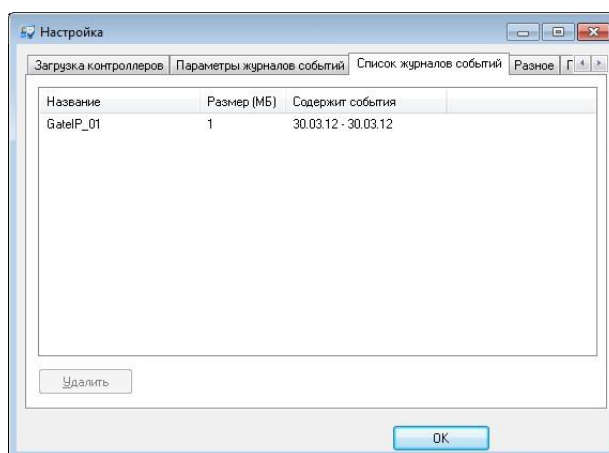 Настройка
Загрузка контроллеров Параметры журналов событий Список журналов событий Разное
Название Размер (МБ) Содержит события
GateIP_01 1 30.03.12 - 30.03.12
Удалить
OK